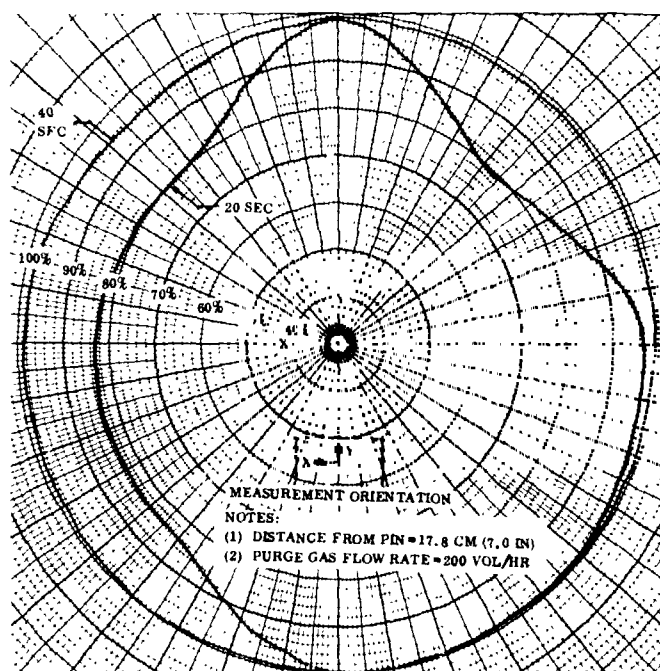 40
SEC
20 SEC
100%
90%
80%
70%
60%
X
MEASUREMENT ORIENTATION
NOTES:
(1) DISTANCE FROM PIN=17.8 CM (7.0 IN)
(2) PURGE GAS FLOW RATE=200 VOL/HR